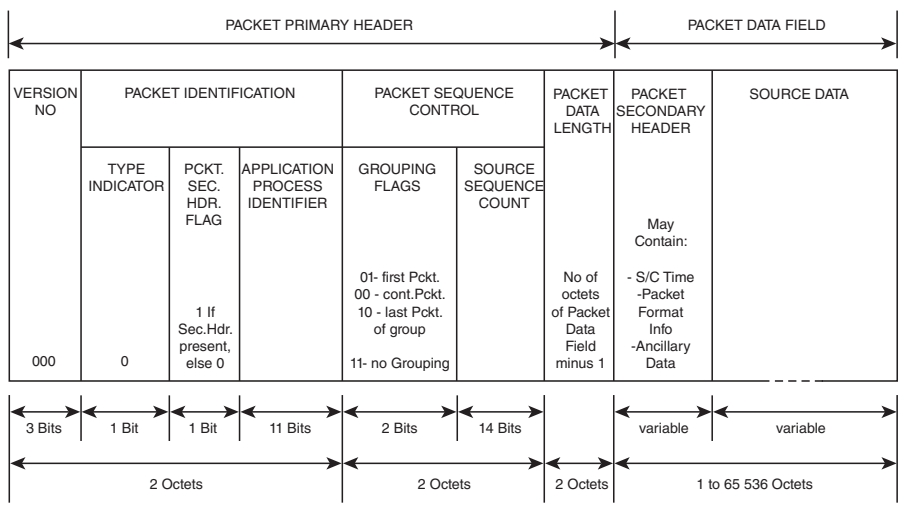 PACKET PRIMARY HEADER
PACKET DATA FIELD
VERSION
NO
PACKET IDENTIFICATION
PACKET SEQUENCE
CONTROL
PACKET
DATA
LENGTH
PACKET
SECONDARY
HEADER
SOURCE DATA
TYPE
INDICATOR
PCKT.
SEC.
HDR.
FLAG
APPLICATION
PROCESS
IDENTIFIER
GROUPING
FLAGS
SOURCE
SEQUENCE
COUNT
000
0
1 If
Sec.Hdr.
present,
else 0
01- first Pckt.
00 - cont.Pckt.
10 - last Pckt.
of group
11- no Grouping
No of
octets
of Packet
Data
Field
minus 1
May
Contain:
- S/C Time
-Packet
Format
Info
-Ancillary
Data
3 Bits
1 Bit
1 Bit
11 Bits
2 Bits
14 Bits
variable
variable
2 Octets
2 Octets
2 Octets
1 to 65 536 Octets